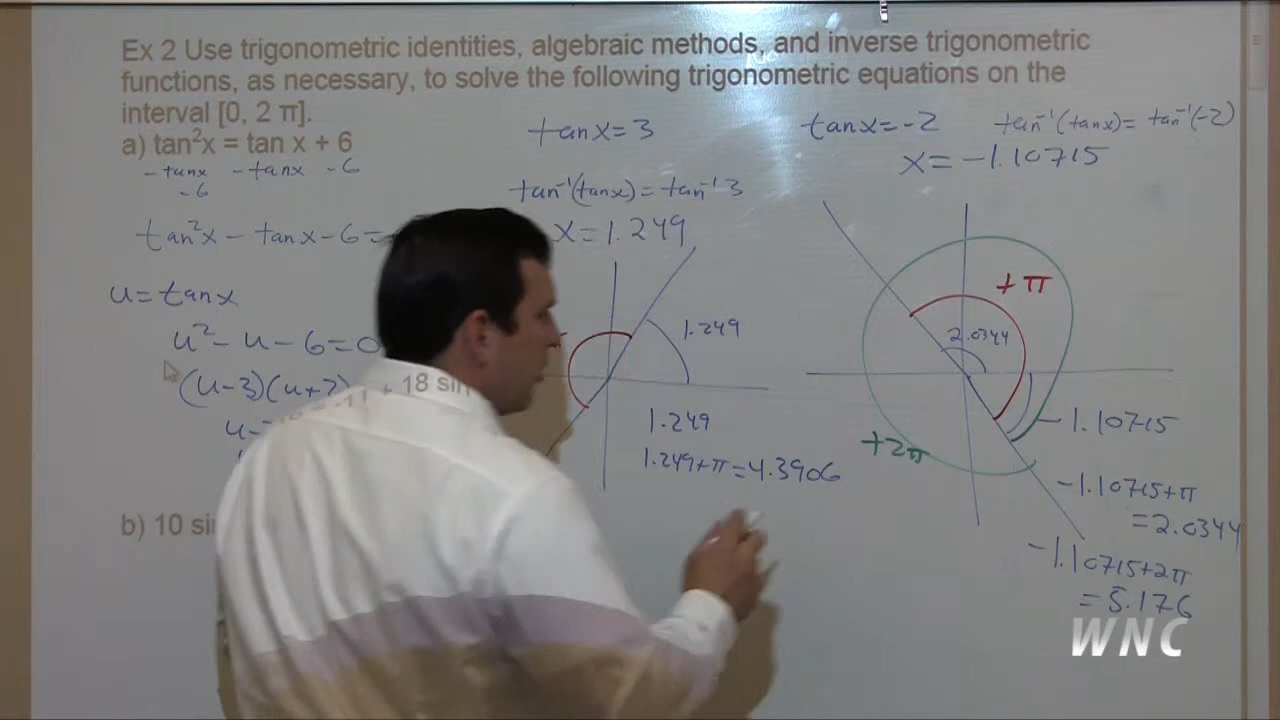 Ex 2 Use trigonometric identities, algebraic methods, and inverse trigonometric
functions, as necessary, to solve the following trigonometric equations on the
interval [0, 2 π].
a) tan²x = tan x + 6
-tanx -tanx -6
-6
tan²x - tanx - 6 =
u = tanx
u² - u - 6 = 0
(u-3)(u+2)
u=
= -11 + 18 sin
b) 10 sin
tanx = 3
tan⁻¹(tanx) = tan⁻¹3
x = 1.249
1.249
1.249
1.249+π = 4.3906
tanx = -2
tan⁻¹(tanx) = tan⁻¹(-2)
x = -1.10715
+π
2.0344
+2π
-1.10715
-1.10715+π
= 2.0344
-1.10715+2π
= 5.176
WNC